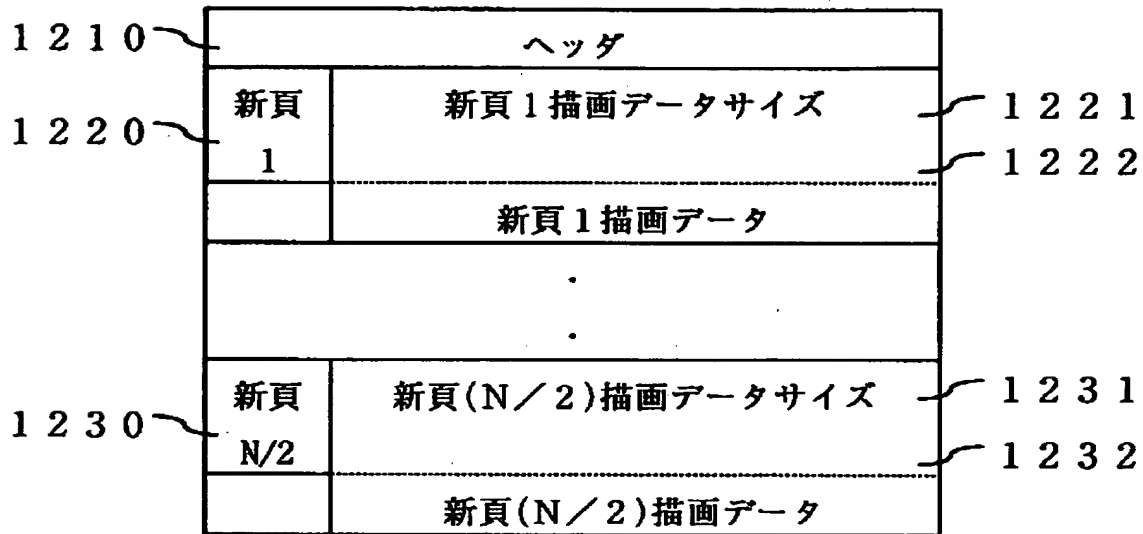 1210 ヘッダ
新頁 新頁1描画データサイズ 1221
1220
1 1222
新頁1描画データ
・
・
新頁 新頁(N／2)描画データサイズ 1231
1230
N/2 1232
新頁(N／2)描画データ